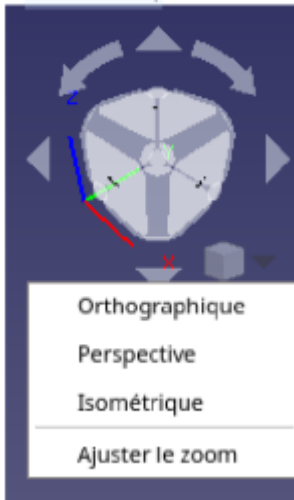 Z
Y
X
Orthographique
Perspective
Isométrique
Ajuster le zoom